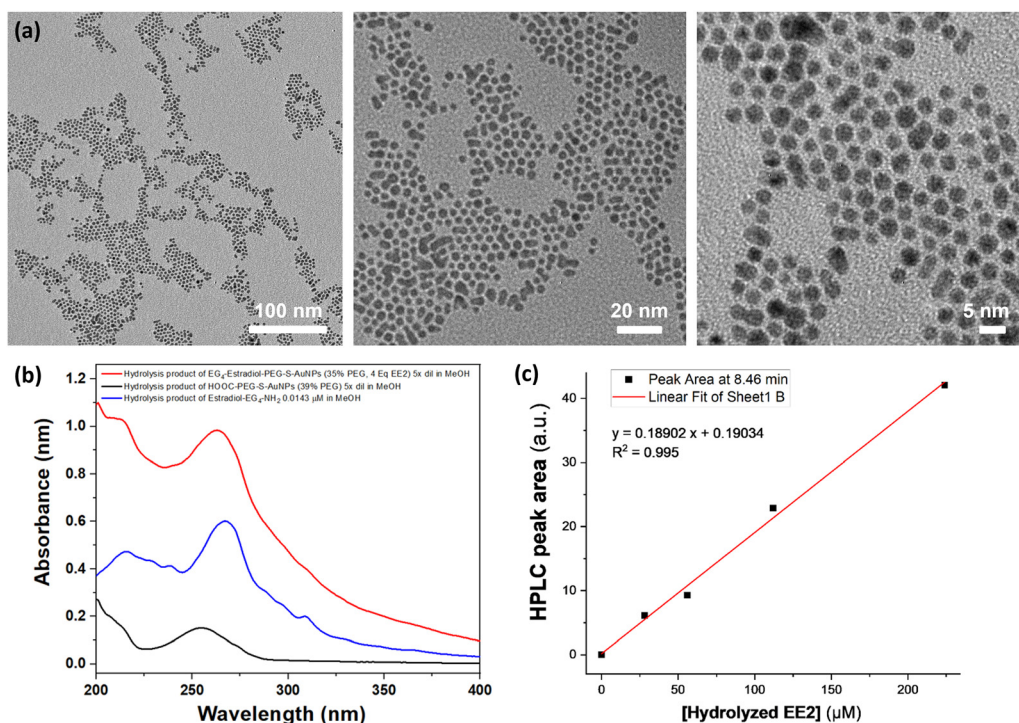 (a)
100 nm
20 nm
5 nm
(b)
Hydrolysis product of EG₄-Estradiol-PEG-S-AuNPs (35% PEG, 4 Eq EE2) 5x dil in MeOH
Hydrolysis product of HOOC-PEG-S-AuNPs (39% PEG) 5x dil in MeOH
Hydrolysis product of Estradiol-EG₄-NH₂ 0.0143 µM in MeOH
1.2
1.0
0.8
0.6
0.4
0.2
0.0
Absorbance (nm)
200 250 300 350 400
Wavelength (nm)
(c)
Peak Area at 8.46 min
Linear Fit of Sheet1 B
y = 0.18902 x + 0.19034
R² = 0.995
40
30
20
10
0
HPLC peak area (a.u.)
0 50 100 150 200
[Hydrolyzed EE2] (µM)